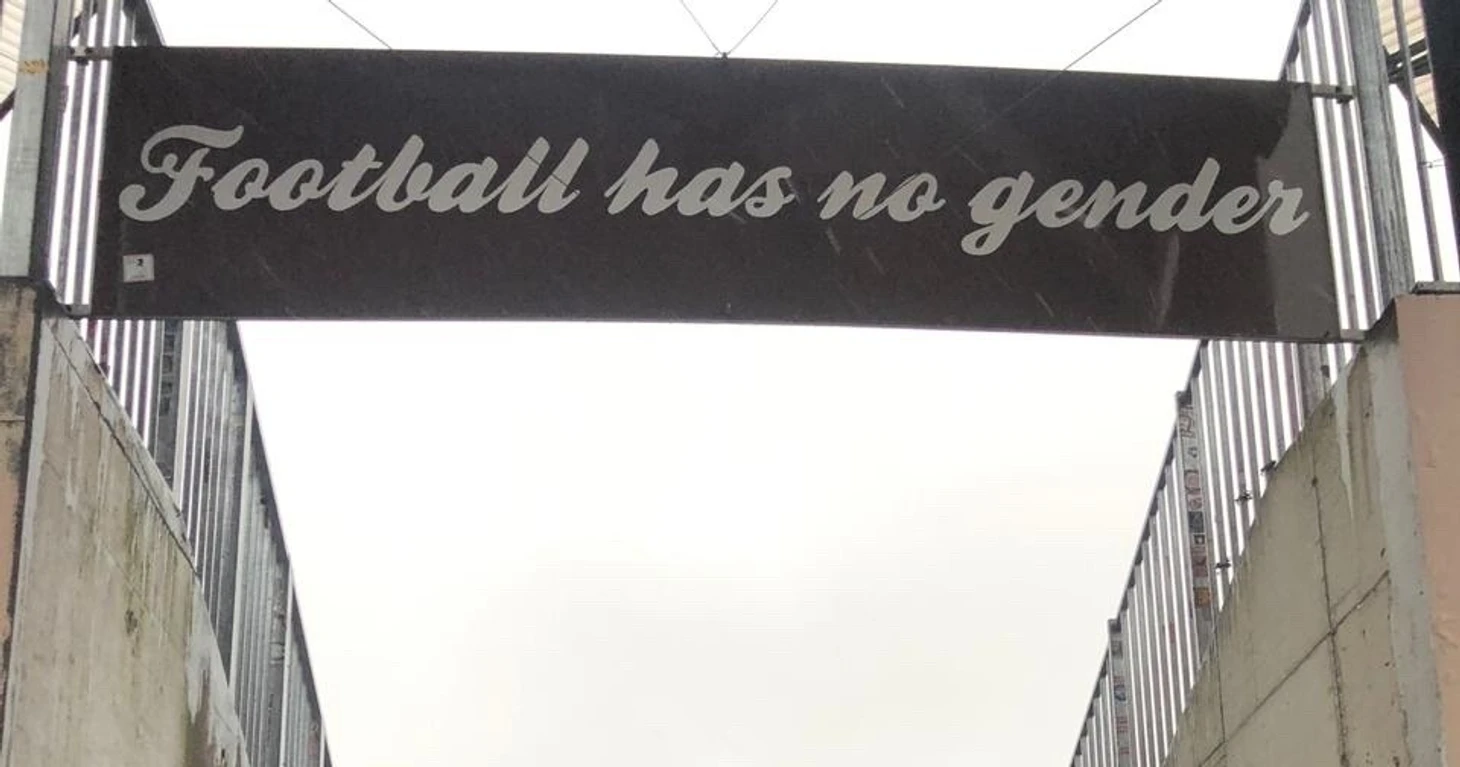 Football has no gender